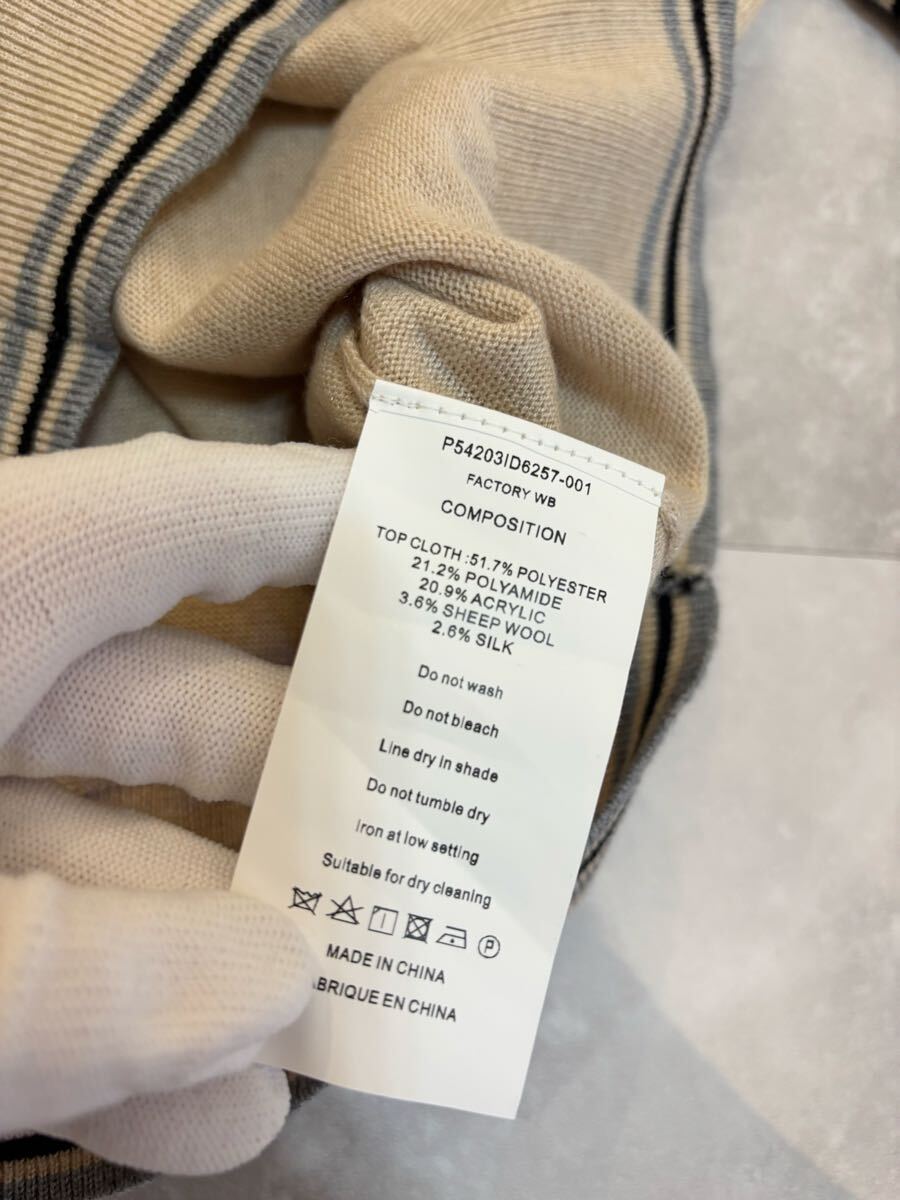 P54203ID6257-001
FACTORY WB
COMPOSITION
TOP CLOTH :51.7% POLYESTER
21.2% POLYAMIDE
20.9% ACRYLIC
3.6% SHEEP WOOL
2.6% SILK
Do not wash
Do not bleach
Line dry in shade
Do not tumble dry
Iron at low setting
Suitable for dry cleaning
P
MADE IN CHINA
ABRIQUE EN CHINA